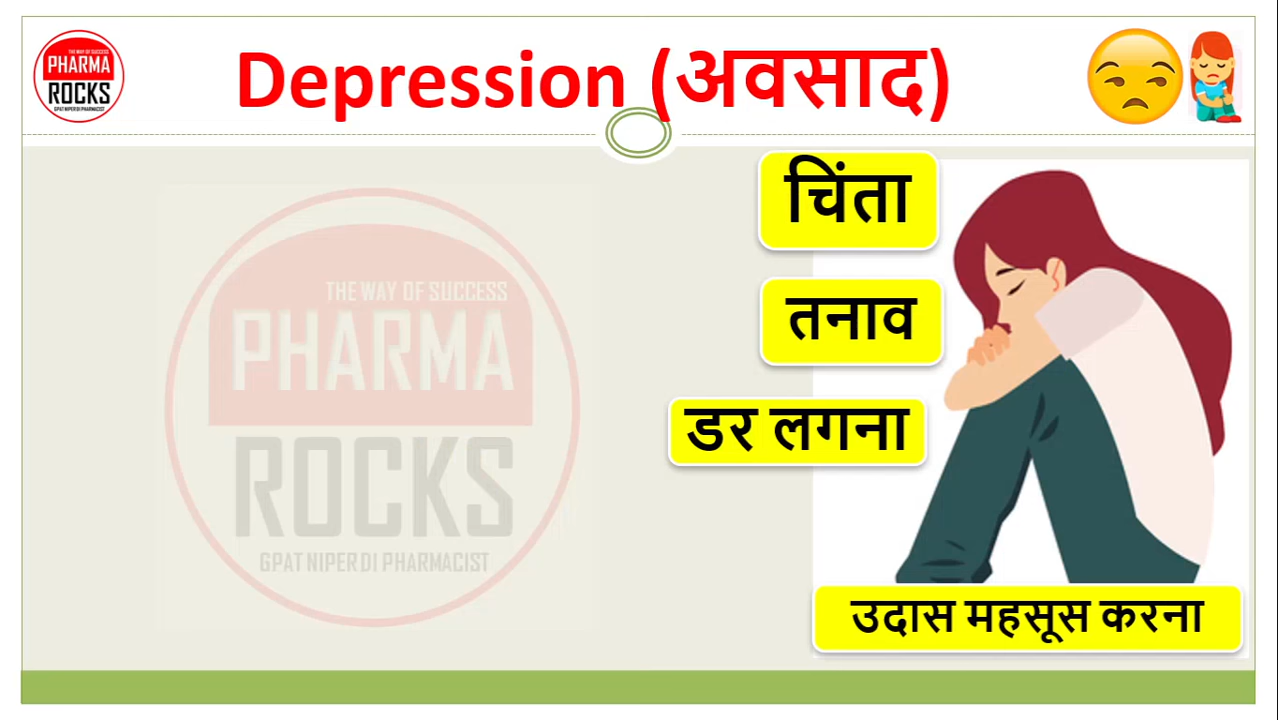 THE WAY OF SUCCESS
PHARMA
ROCKS
GPAT NIPER DI PHARMACIST
Depression (अवसाद)
चिंता
तनाव
डर लगना
उदास महसूस करना
THE WAY OF SUCCESS
PHARMA
ROCKS
GPAT NIPER DI PHARMACIST